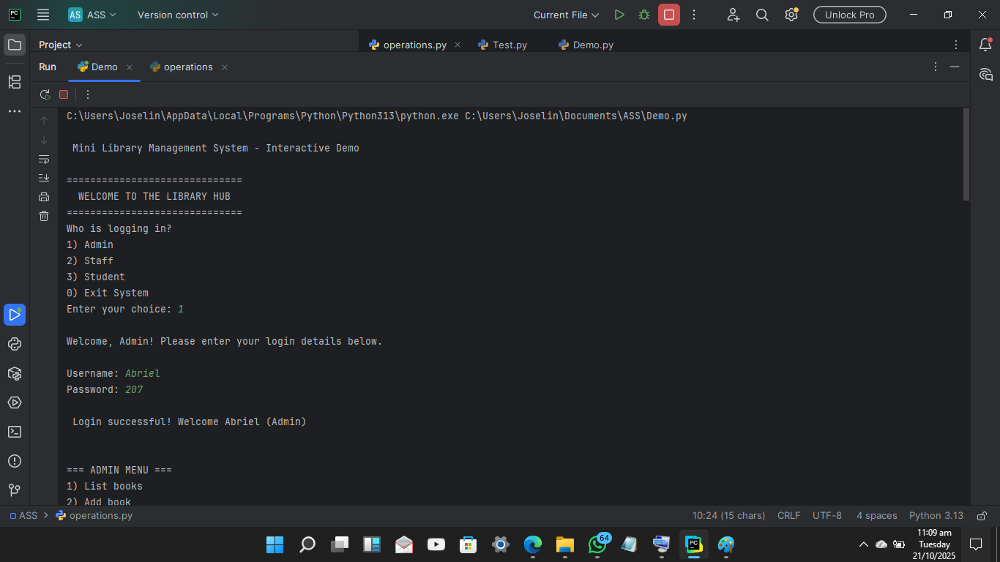 PC
AS ASS
Version control
Current File
Unlock Pro
Project
operations.py
Test.py
Demo.py
Run
Demo
operations
C:\Users\Joselin\AppData\Local\Programs\Python\Python313\python.exe C:\Users\Joselin\Documents\ASS\Demo.py
Mini Library Management System - Interactive Demo
==============================
WELCOME TO THE LIBRARY HUB
==============================
Who is logging in?
1) Admin
2) Staff
3) Student
0) Exit System
Enter your choice: 1
Welcome, Admin! Please enter your login details below.
Username: Abriel
Password: 207
Login successful! Welcome Abriel (Admin)
=== ADMIN MENU ===
1) List books
2) Add book
ASS > operations.py
10:24 (15 chars)
CRLF
UTF-8
4 spaces
Python 3.13
64
PC
11:09 am
Tuesday
21/10/2025